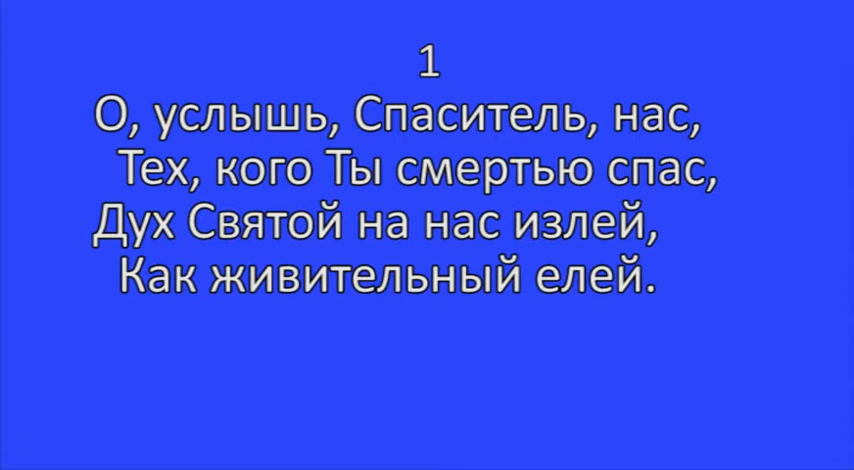 1
О, услышь, Спаситель, нас,
Тех, кого Ты смертью спас,
Дух Святой на нас излей,
Как живительный елей.